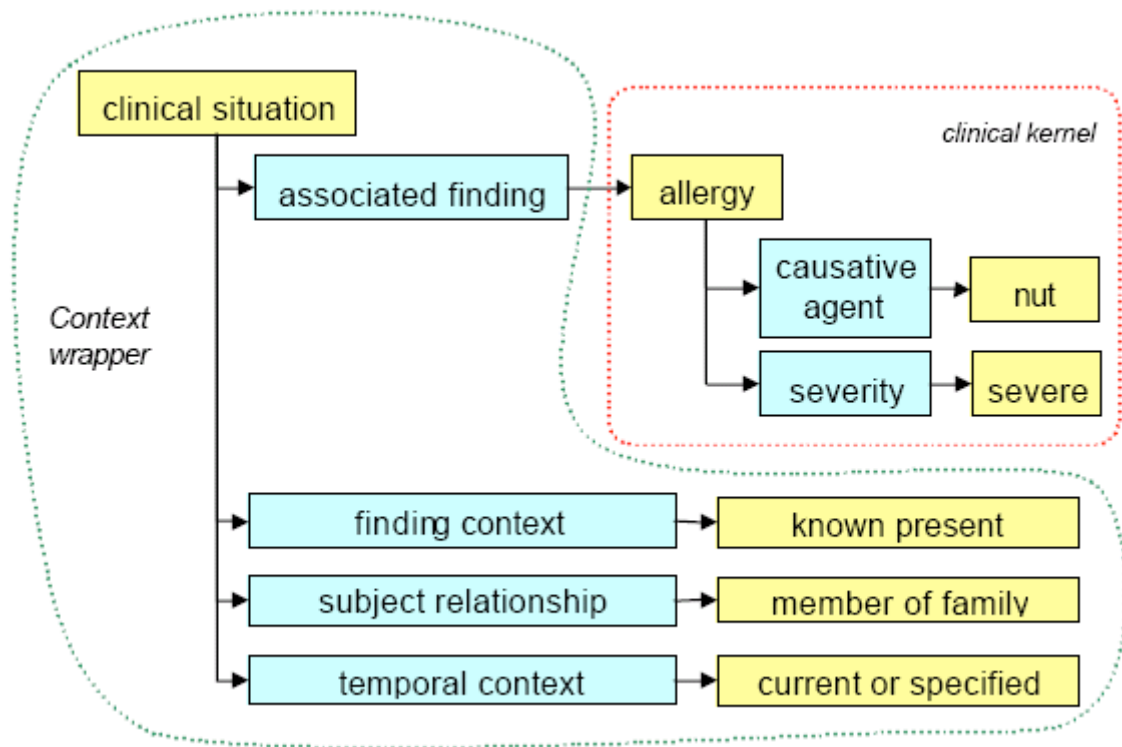 clinical situation
clinical kernel
associated finding
allergy
causative
agent
nut
Context
wrapper
severity
severe
finding context
known present
subject relationship
member of family
temporal context
current or specified